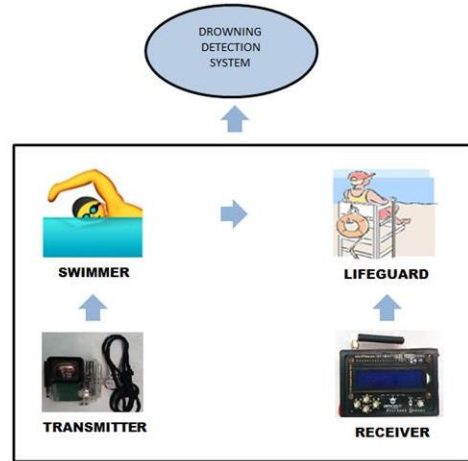 DROWNING
DETECTION
SYSTEM
SWIMMER
LIFEGUARD
TRANSMITTER
RECEIVER